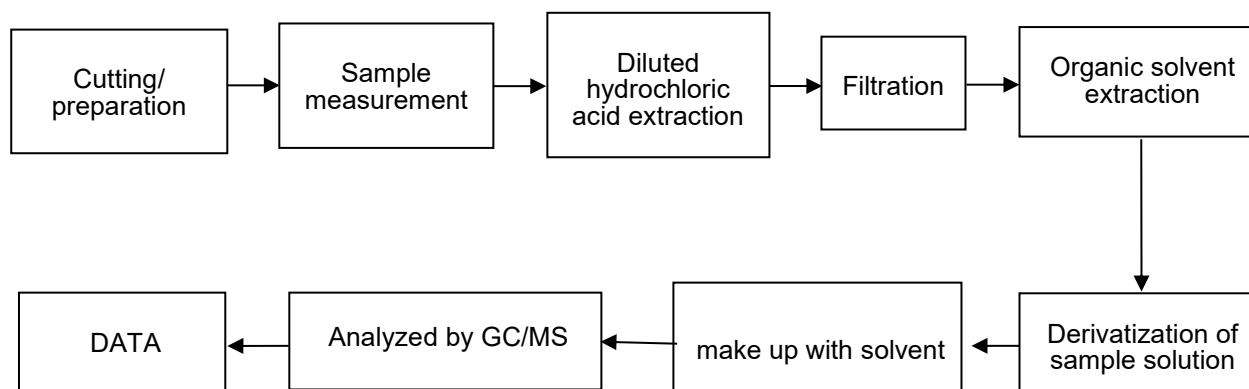 Cutting/
preparation
Sample
measurement
Diluted
hydrochloric
acid extraction
Filtration
Organic solvent
extraction
Derivatization of
sample solution
make up with solvent
Analyzed by GC/MS
DATA